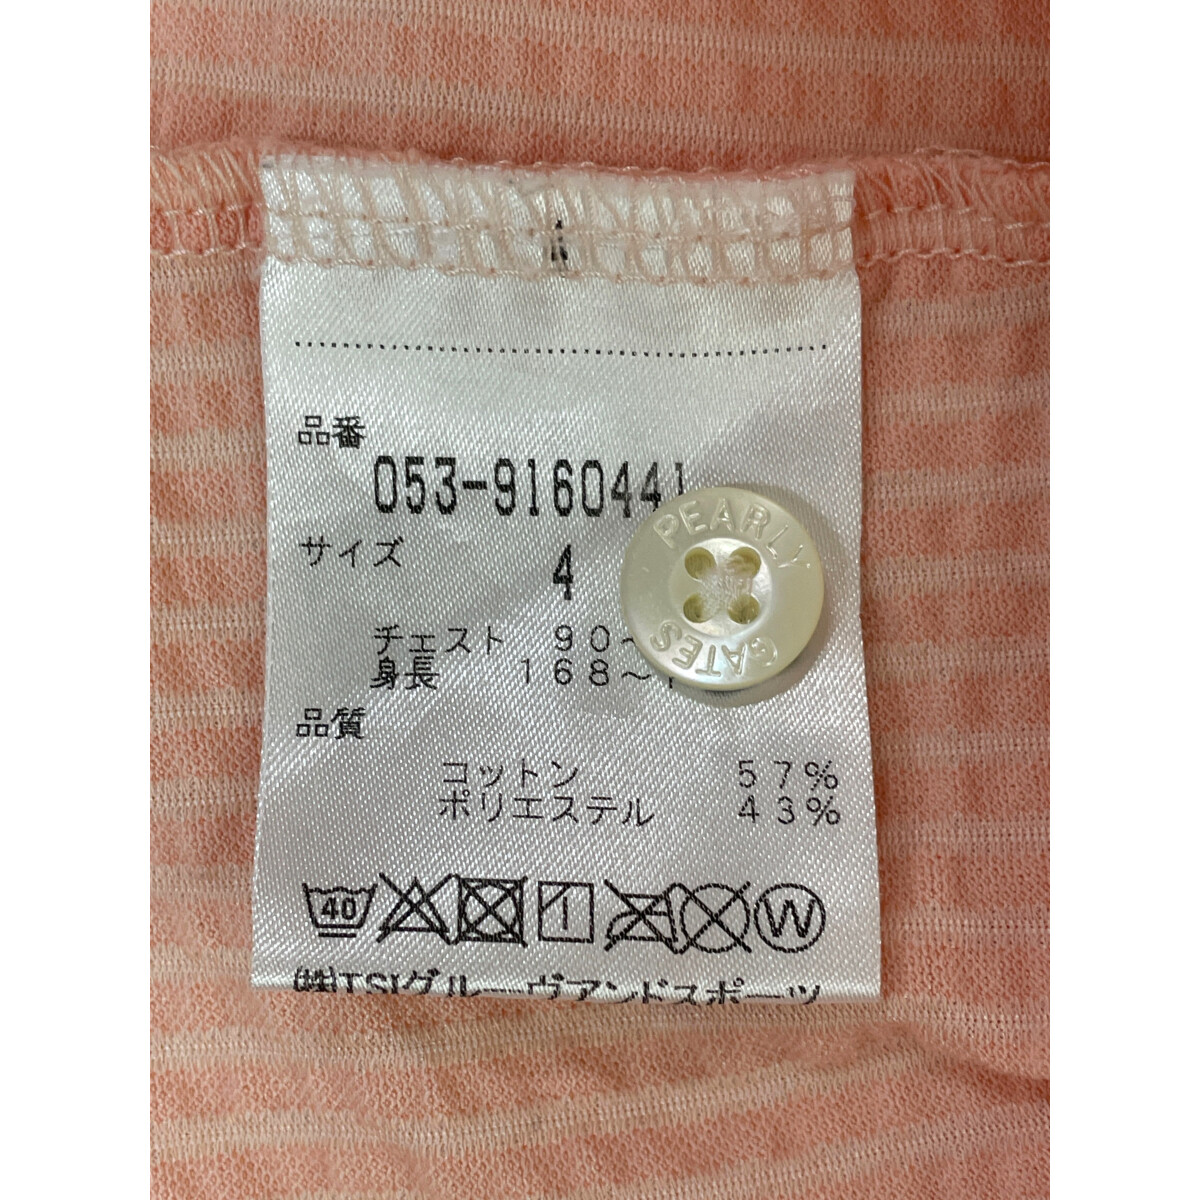 品番
053-9160441
サイズ
4
チェスト 90~
身長 168~1
品質
コットン 57%
ポリエステル 43%
40 W
(株)TSIグルーヴアンドスポーツ
PEARLY
GATES